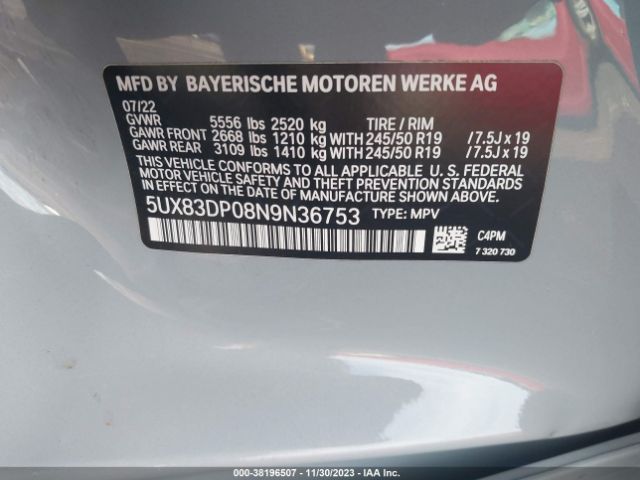 MFD BY BAYERISCHE MOTOREN WERKE AG
07/22
GVWR 5556 lbs 2520 kg TIRE / RIM
GAWR FRONT 2668 lbs 1210 kg WITH 245/50 R19 / 7.5J x 19
GAWR REAR 3109 lbs 1410 kg WITH 245/50 R19 / 7.5J x 19
THIS VEHICLE CONFORMS TO ALL APPLICABLE U. S. FEDERAL
MOTOR VEHICLE SAFETY, BUMPER, AND THEFT PREVENTION
STANDARDS IN EFFECT ON THE DATE OF MANUFACTURE SHOWN ABOVE.
5UX83DP08N9N36753 TYPE: MPV
C4PM
7 320 730
000-38196507 - 11/30/2023 - IAA Inc.